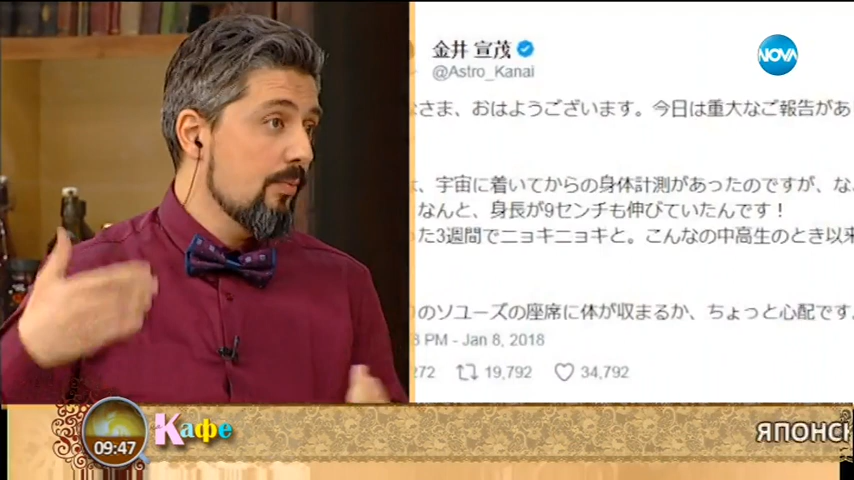 金井 宣茂
@Astro_Kanai
NOVA
さま、おはようございます。今日は重大なご報告があ
、宇宙に着いてからの身体計測があったのですが、な
なんと、身長が9センチも伸びていたんです！
た3週間でニョキニョキと。こんなの中高生のとき以来
のソユーズの座席に体が収まるか、ちょっと心配です。
PM - Jan 8, 2018
272
19,792
34,792
09:47
Кафе
ЯПОНС